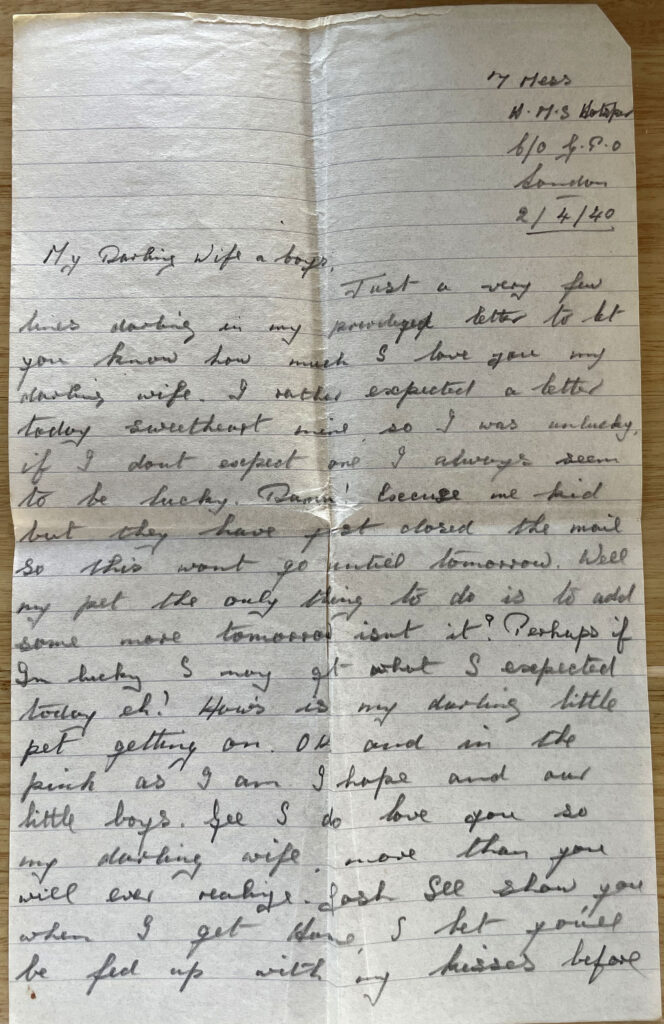 7 Mess
H.M.S Hotspur
C/O G.P.O
London
2/4/40
My Darling Wife a boys,
Just a very few
lines darling in my privileged letter to let
you know how much I love you my
darling wife. I rather expected a letter
today sweetheart mine, so I was unlucky,
if I dont expect one I always seem
to be lucky. Damn! Excuse me kid
but they have just closed the mail
so this wont go until tomorrow. Well
my pet the only thing to do is to add
some more tomorrow isnt it? Perhaps if
Im lucky I may get what I expected
today eh! Hows is my darling little
pet getting on. OK and in the
pink as I am I hope and our
little boys. Gee I do love you so
my darling wife, more than you
will ever realize. Gosh Ill show you
when I get Home, I bet you'll
be fed up with my kisses before